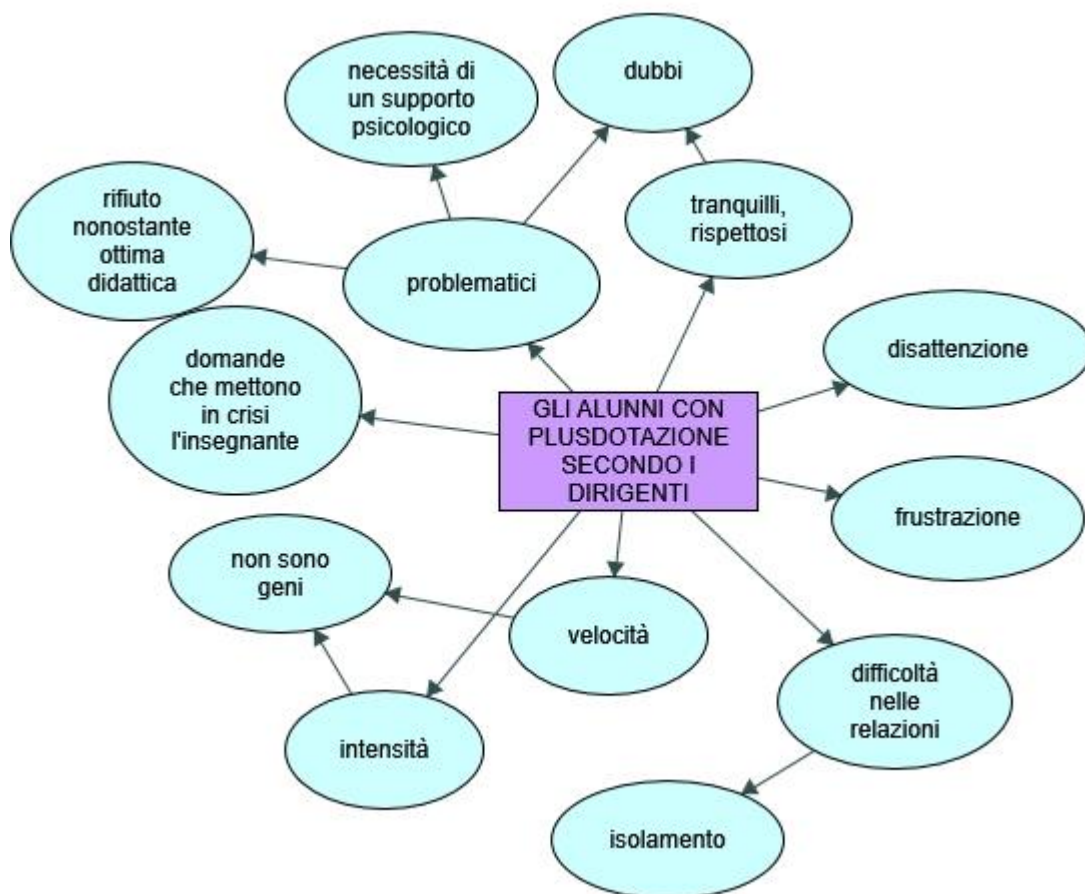 necessità di
un supporto
psicologico
dubbi
rifiuto
nonostante
ottima
didattica
tranquilli,
rispettosi
problematici
disattenzione
domande
che mettono
in crisi
l'insegnante
GLI ALUNNI CON
PLUSDOTAZIONE
SECONDO I
DIRIGENTI
frustrazione
non sono
geni
velocità
difficoltà
nelle
relazioni
intensità
isolamento